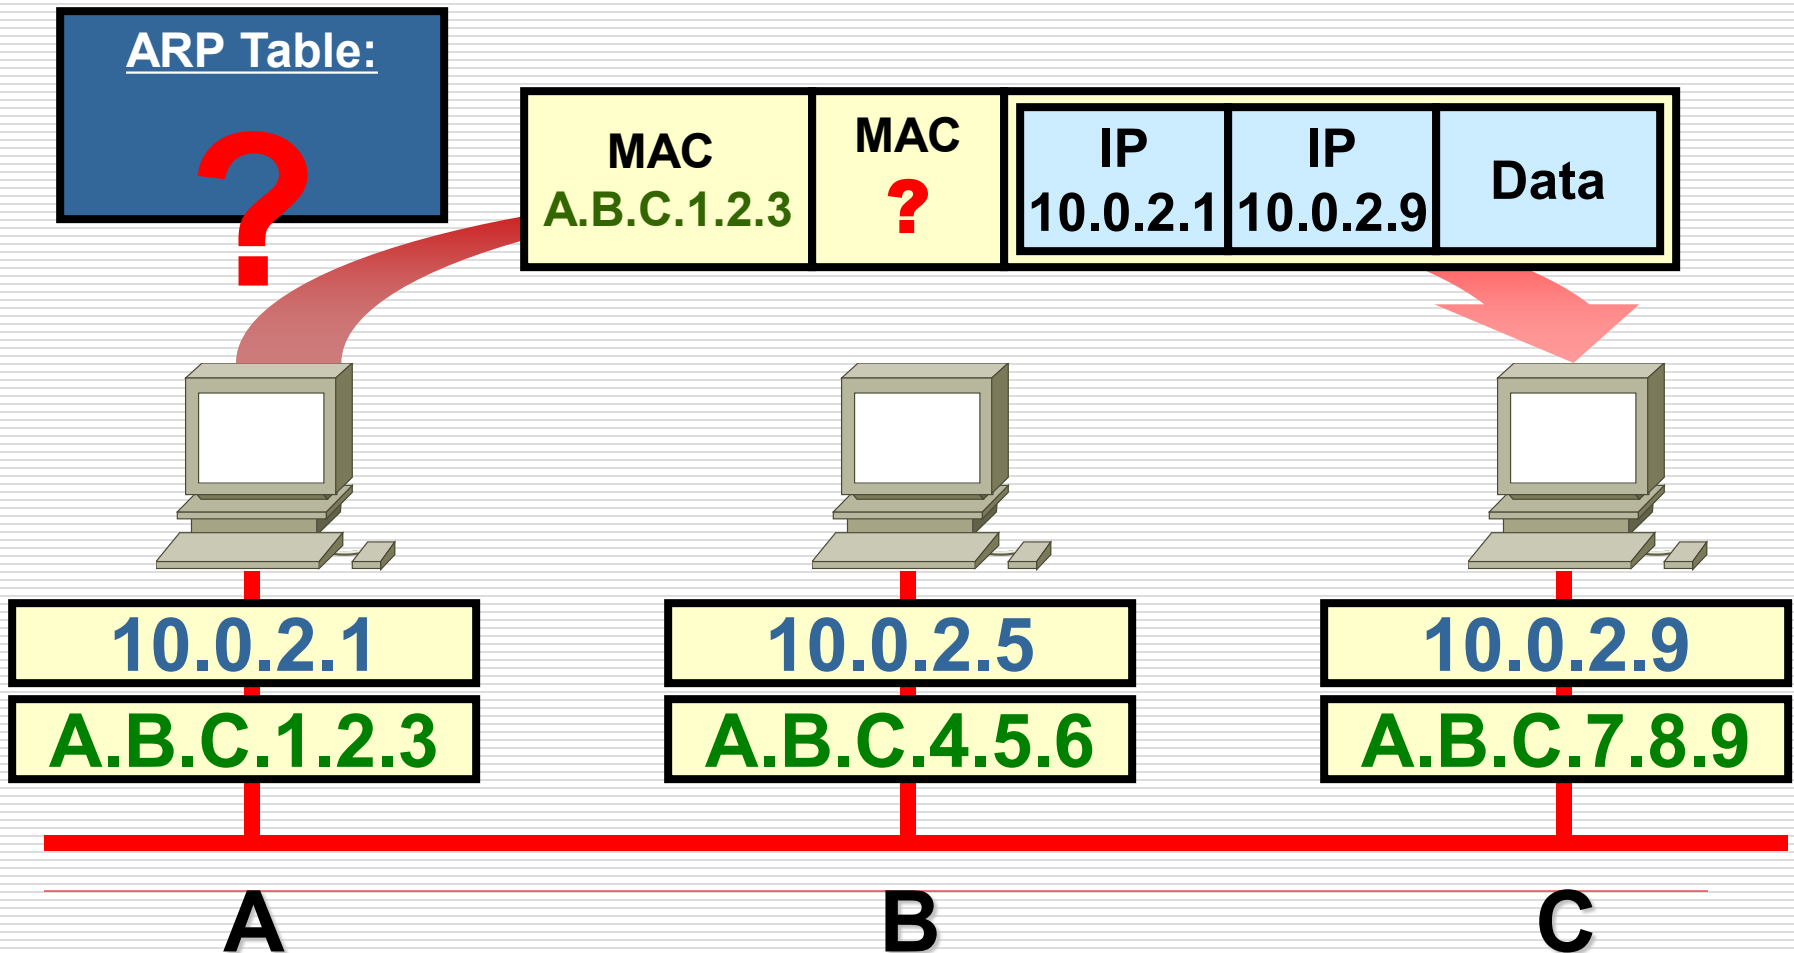 ARP Table:
?
MAC
A.B.C.1.2.3
MAC
?
IP
10.0.2.1
IP
10.0.2.9
Data
10.0.2.1
A.B.C.1.2.3
10.0.2.5
A.B.C.4.5.6
10.0.2.9
A.B.C.7.8.9
A
B
C